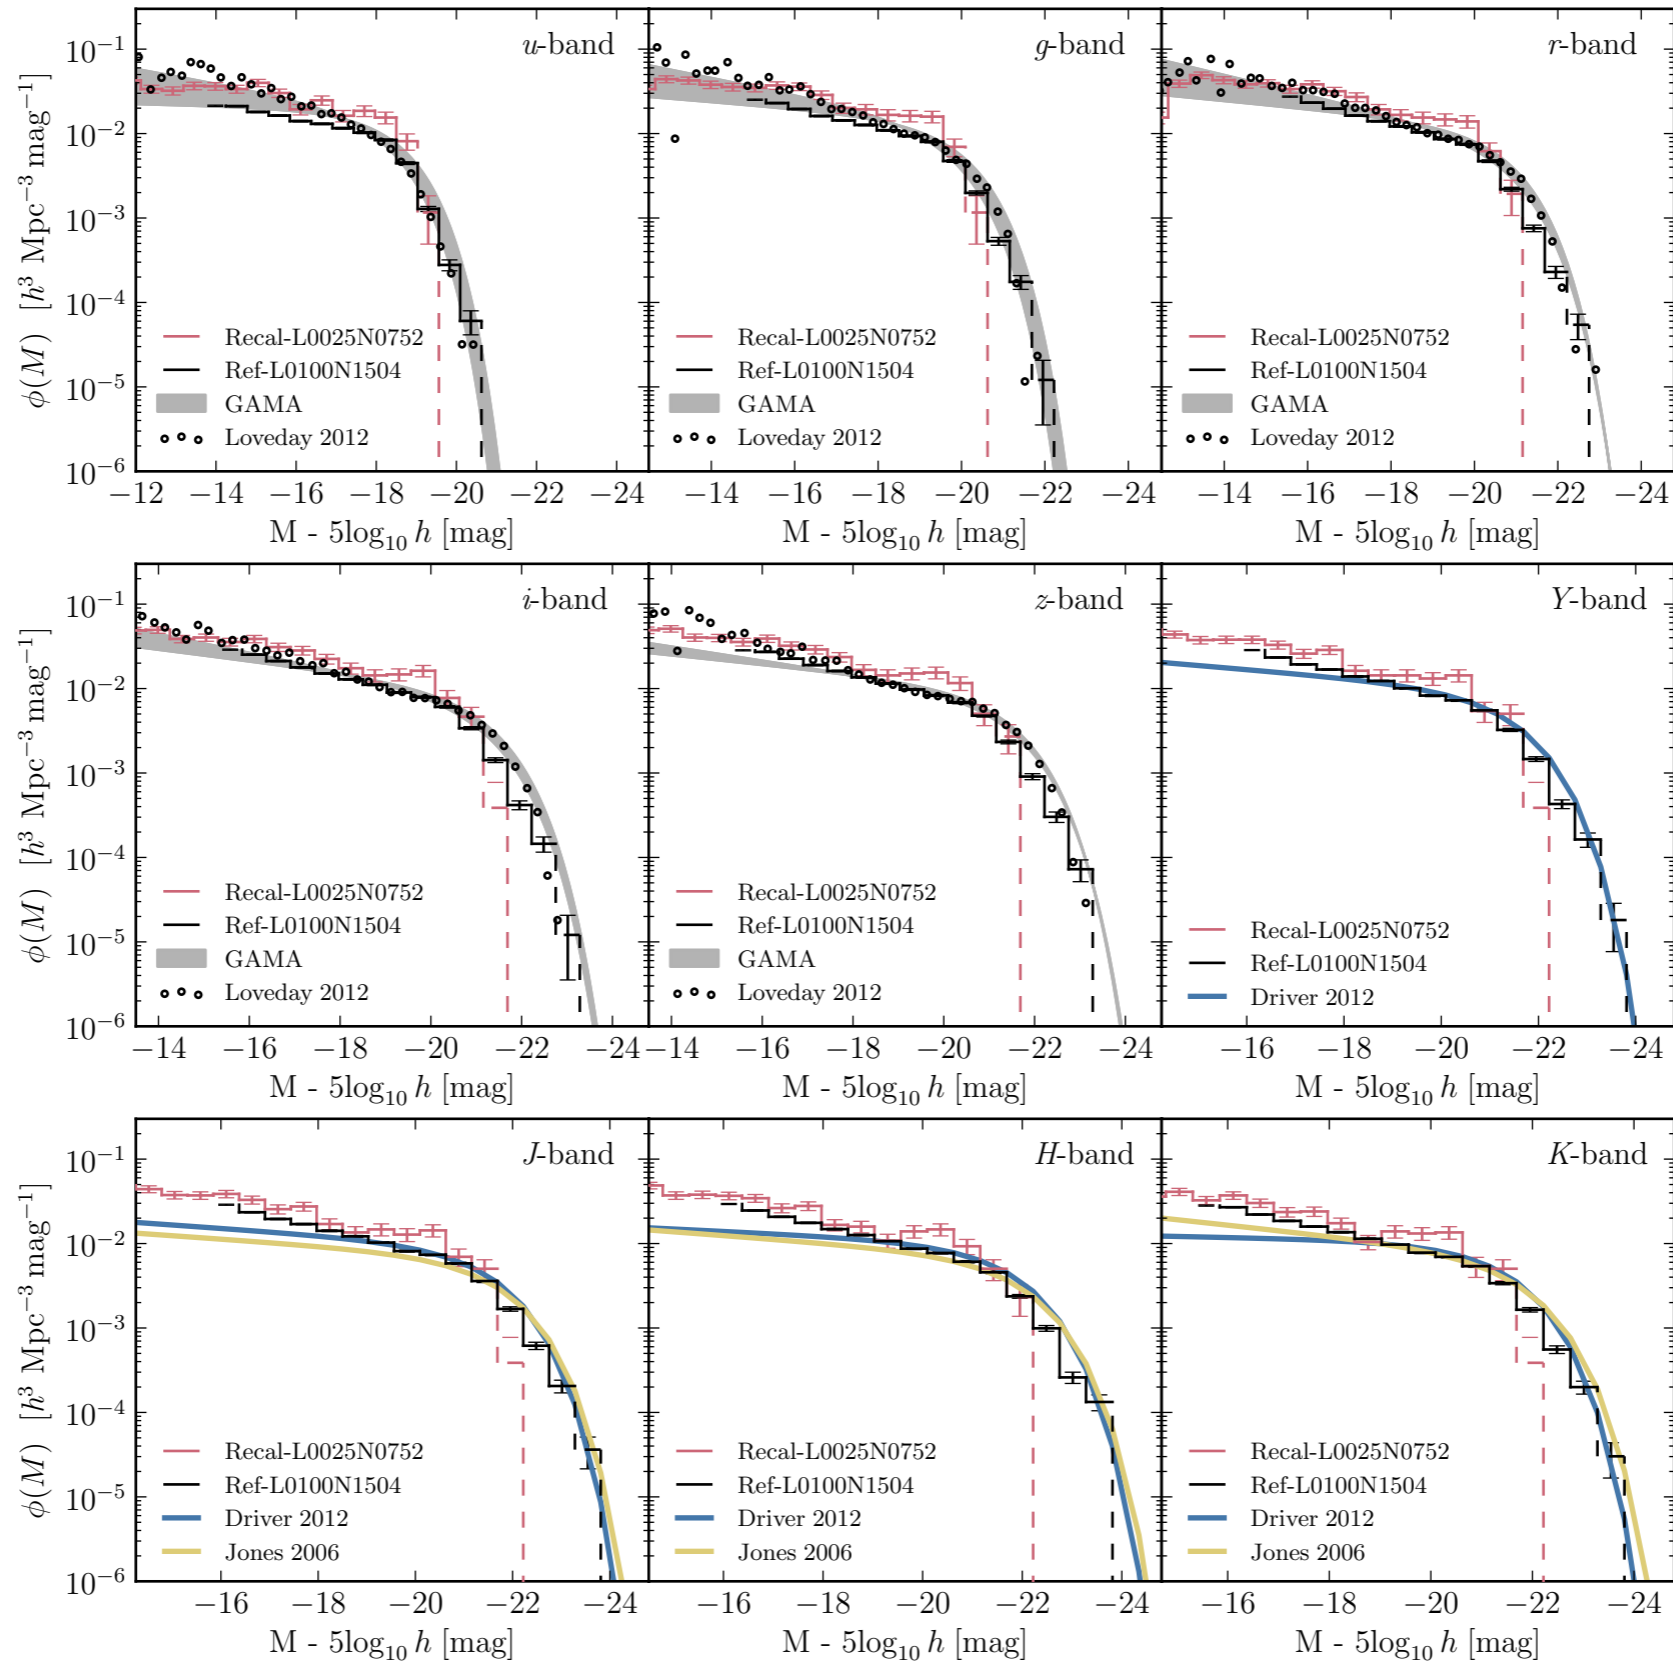 u-band
g-band
r-band
10⁻¹
10⁻²
10⁻³
10⁻⁴
10⁻⁵
10⁻⁶
ϕ(M) [h³ Mpc⁻³ mag⁻¹]
Recal-L0025N0752
Ref-L0100N1504
GAMA
Loveday 2012
Recal-L0025N0752
Ref-L0100N1504
GAMA
Loveday 2012
Recal-L0025N0752
Ref-L0100N1504
GAMA
Loveday 2012
−12 −14 −16 −18 −20 −22 −24
−14 −16 −18 −20 −22 −24
−14 −16 −18 −20 −22 −24
M - 5log₁₀ h [mag]
M - 5log₁₀ h [mag]
M - 5log₁₀ h [mag]
i-band
z-band
Y-band
10⁻¹
10⁻²
10⁻³
10⁻⁴
10⁻⁵
10⁻⁶
ϕ(M) [h³ Mpc⁻³ mag⁻¹]
Recal-L0025N0752
Ref-L0100N1504
GAMA
Loveday 2012
Recal-L0025N0752
Ref-L0100N1504
GAMA
Loveday 2012
Recal-L0025N0752
Ref-L0100N1504
Driver 2012
−14 −16 −18 −20 −22 −24
−14 −16 −18 −20 −22 −24
−16 −18 −20 −22 −24
M - 5log₁₀ h [mag]
M - 5log₁₀ h [mag]
M - 5log₁₀ h [mag]
J-band
H-band
K-band
10⁻¹
10⁻²
10⁻³
10⁻⁴
10⁻⁵
10⁻⁶
ϕ(M) [h³ Mpc⁻³ mag⁻¹]
Recal-L0025N0752
Ref-L0100N1504
Driver 2012
Jones 2006
Recal-L0025N0752
Ref-L0100N1504
Driver 2012
Jones 2006
Recal-L0025N0752
Ref-L0100N1504
Driver 2012
Jones 2006
−16 −18 −20 −22 −24
−16 −18 −20 −22 −24
−16 −18 −20 −22 −24
M - 5log₁₀ h [mag]
M - 5log₁₀ h [mag]
M - 5log₁₀ h [mag]